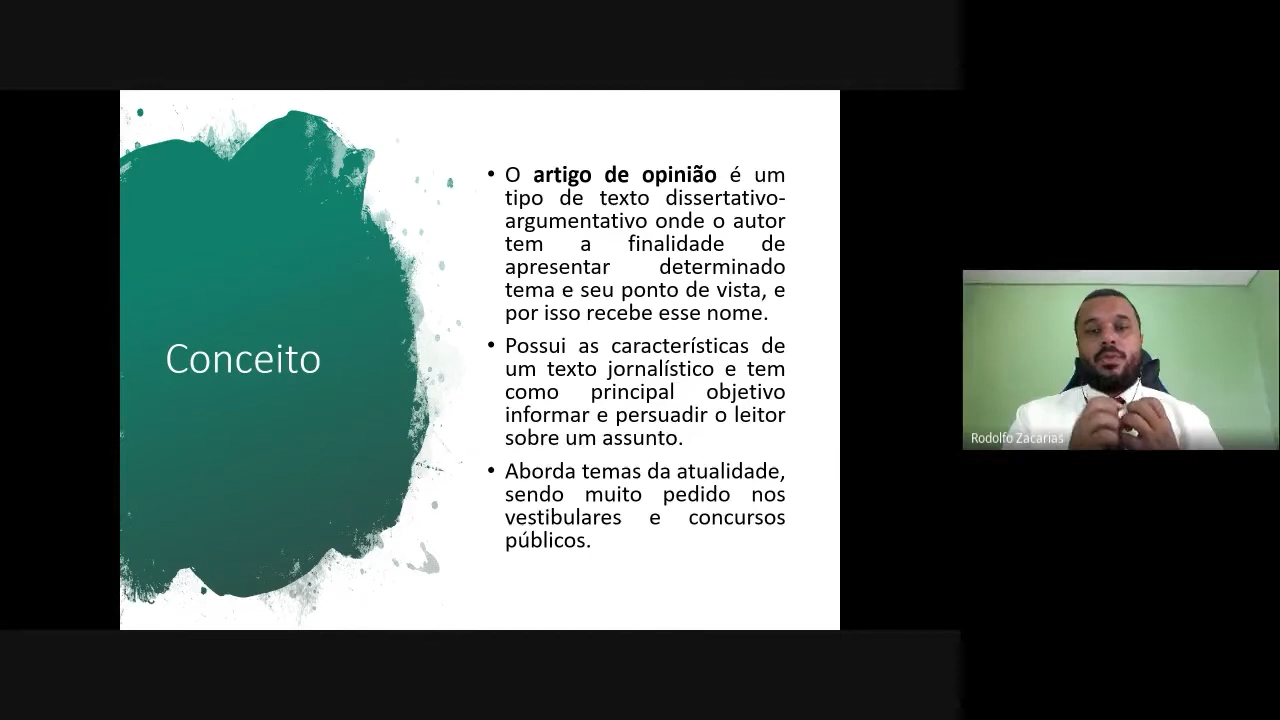 Conceito
• O artigo de opinião é um
tipo de texto dissertativo-
argumentativo onde o autor
tem a finalidade de
apresentar determinado
tema e seu ponto de vista, e
por isso recebe esse nome.
• Possui as características de
um texto jornalístico e tem
como principal objetivo
informar e persuadir o leitor
sobre um assunto.
• Aborda temas da atualidade,
sendo muito pedido nos
vestibulares e concursos
públicos.
Rodolfo Zacarias